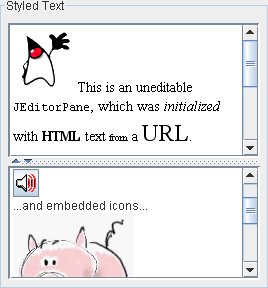 Styled Text
This is an uneditable
JEditorPane, which was initialized
with HTML text from a URL.
...and embedded icons...